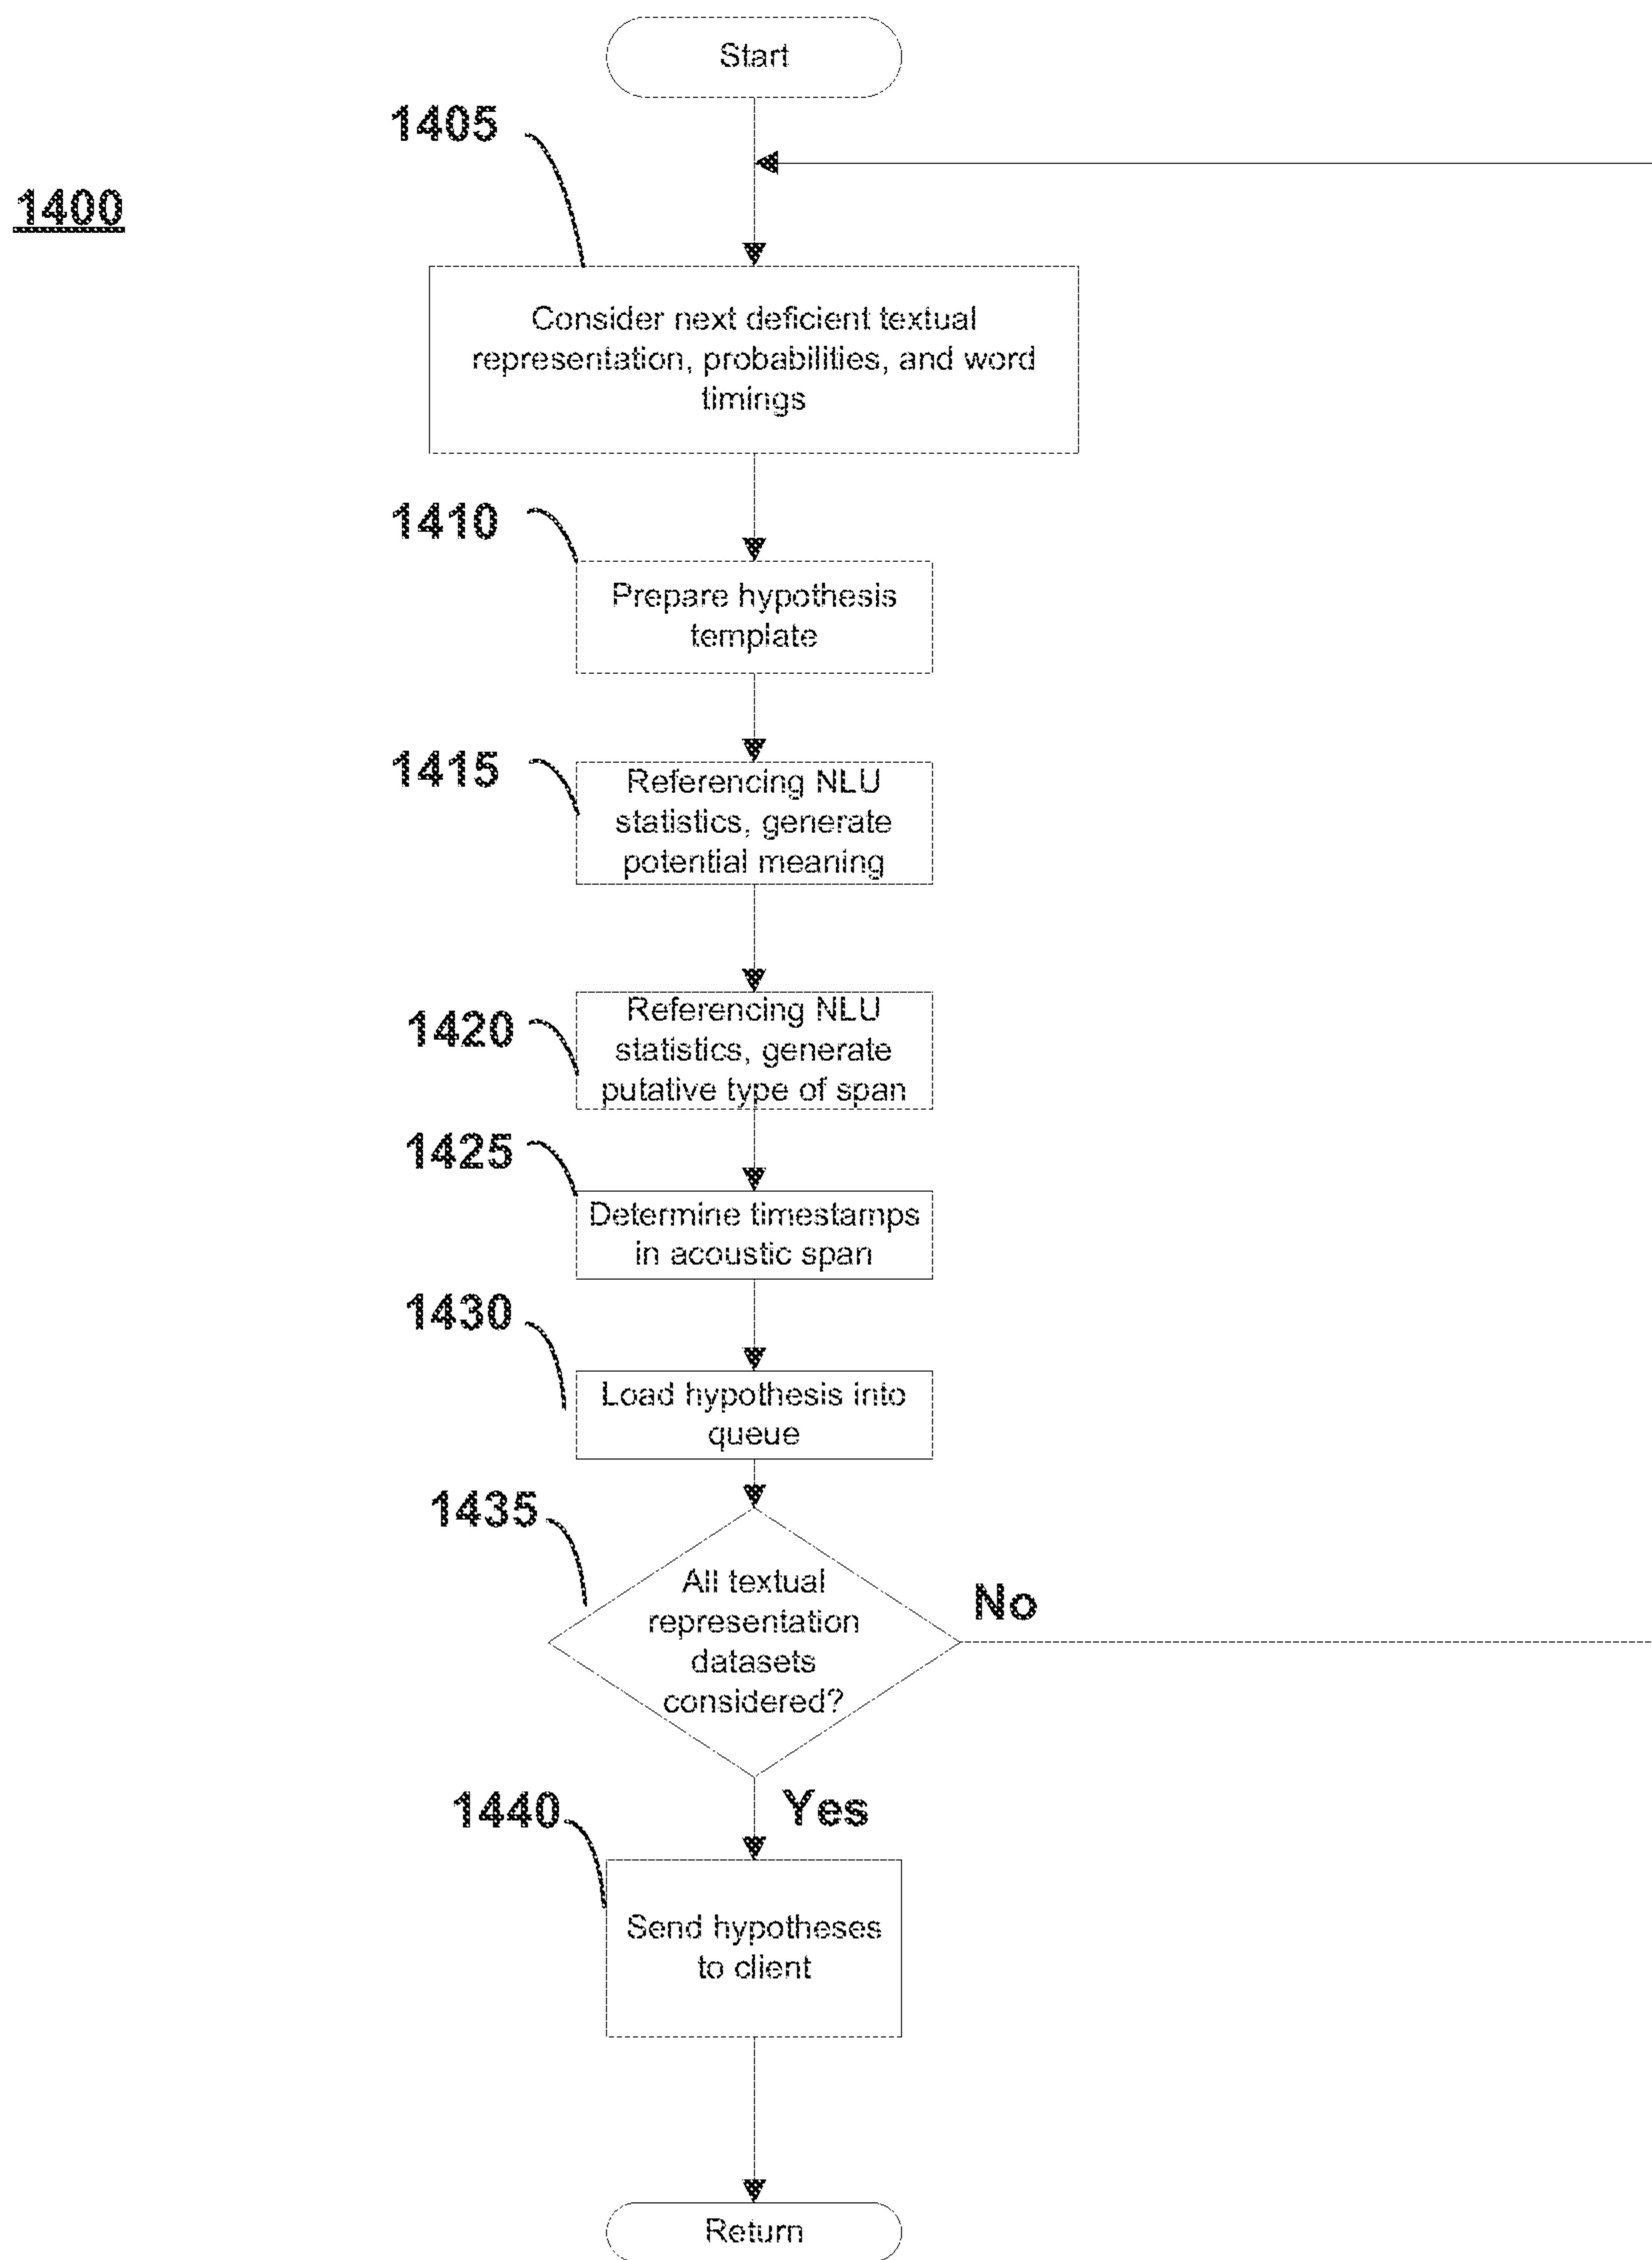 Start
1405
1400
Consider next deficient textual
representation, probabilities, and word
timings
1410
Prepare hypothesis
template
1415
Referencing NLU
statistics, generate
potential meaning
1420
Referencing NLU
statistics, generate
putative type of span
1425
Determine timestamps
in acoustic span
1430
Load hypothesis into
queue
1435
All textual
representation
datasets
considered?
No
1440
Yes
Send hypotheses
to client
Return